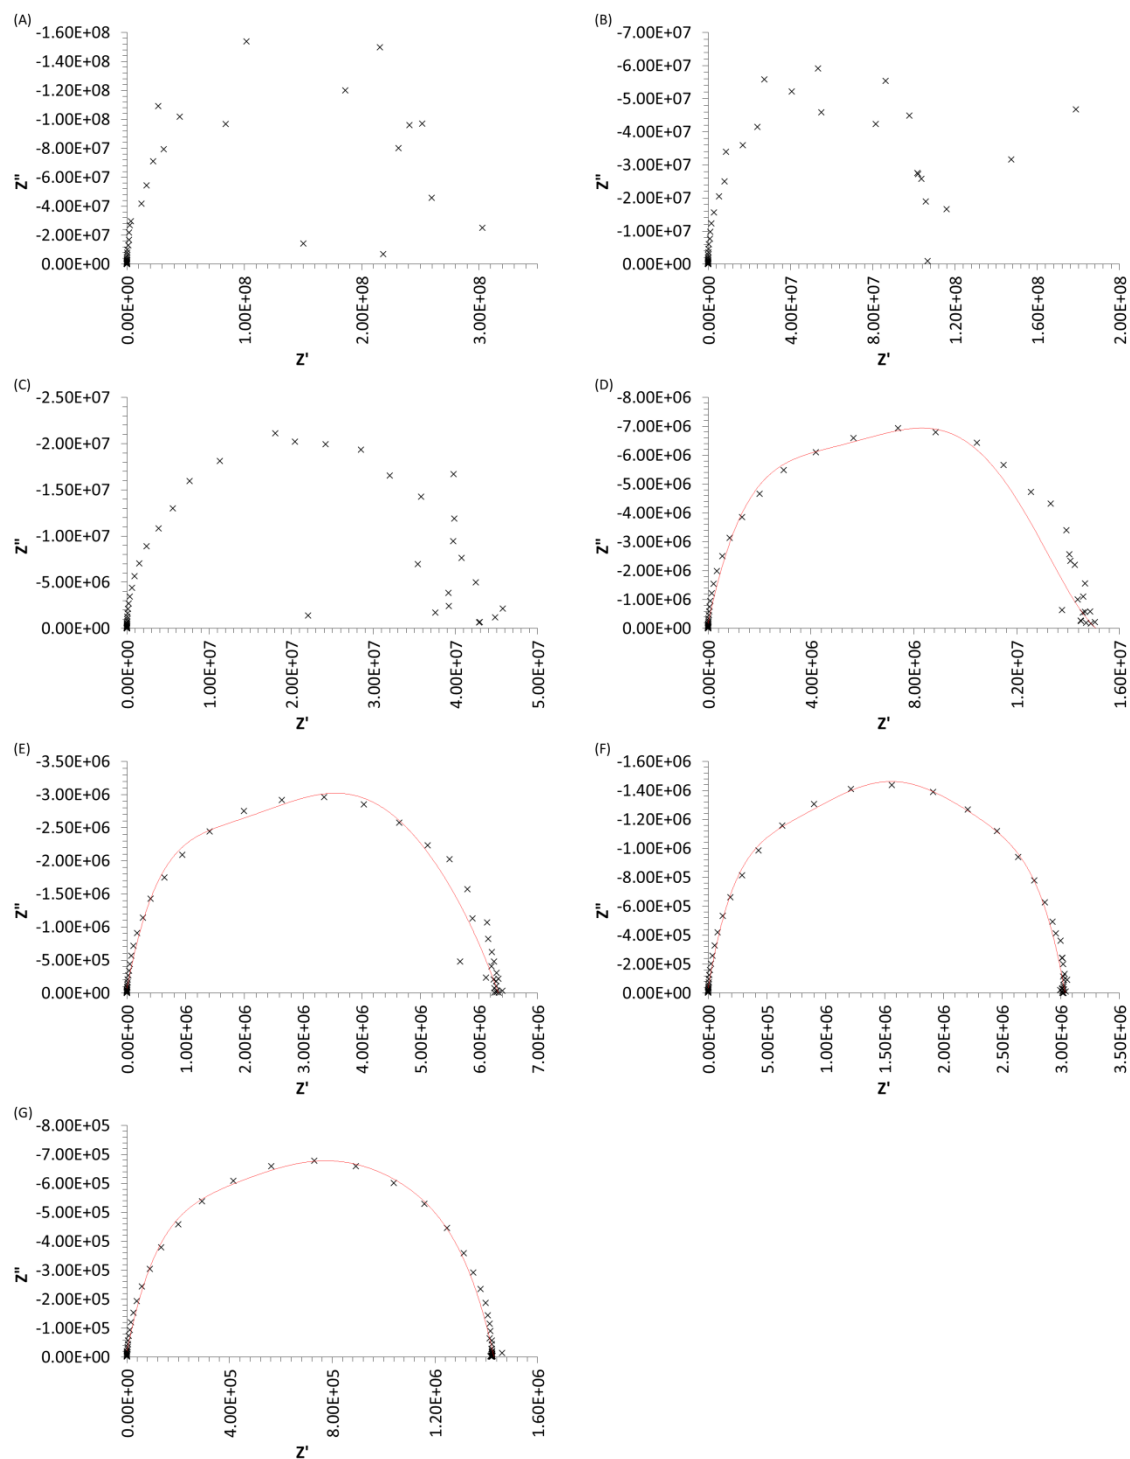 (A)
-1.60E+08
-1.40E+08
-1.20E+08
-1.00E+08
-8.00E+07
-6.00E+07
-4.00E+07
-2.00E+07
0.00E+00
Z"
0.00E+00
1.00E+08
2.00E+08
3.00E+08
Z'
(B)
-7.00E+07
-6.00E+07
-5.00E+07
-4.00E+07
-3.00E+07
-2.00E+07
-1.00E+07
0.00E+00
Z"
0.00E+00
4.00E+07
8.00E+07
1.20E+08
1.60E+08
2.00E+08
Z'
(C)
-2.50E+07
-2.00E+07
-1.50E+07
-1.00E+07
-5.00E+06
0.00E+00
Z"
0.00E+00
1.00E+07
2.00E+07
3.00E+07
4.00E+07
5.00E+07
Z'
(D)
-8.00E+06
-7.00E+06
-6.00E+06
-5.00E+06
-4.00E+06
-3.00E+06
-2.00E+06
-1.00E+06
0.00E+00
Z"
0.00E+00
4.00E+06
8.00E+06
1.20E+07
1.60E+07
Z'
(E)
-3.50E+06
-3.00E+06
-2.50E+06
-2.00E+06
-1.50E+06
-1.00E+06
-5.00E+05
0.00E+00
Z"
0.00E+00
1.00E+06
2.00E+06
3.00E+06
4.00E+06
5.00E+06
6.00E+06
7.00E+06
Z'
(F)
-1.60E+06
-1.40E+06
-1.20E+06
-1.00E+06
-8.00E+05
-6.00E+05
-4.00E+05
-2.00E+05
0.00E+00
Z"
0.00E+00
5.00E+05
1.00E+06
1.50E+06
2.00E+06
2.50E+06
3.00E+06
3.50E+06
Z'
(G)
-8.00E+05
-7.00E+05
-6.00E+05
-5.00E+05
-4.00E+05
-3.00E+05
-2.00E+05
-1.00E+05
0.00E+00
Z"
0.00E+00
4.00E+05
8.00E+05
1.20E+06
1.60E+06
Z'